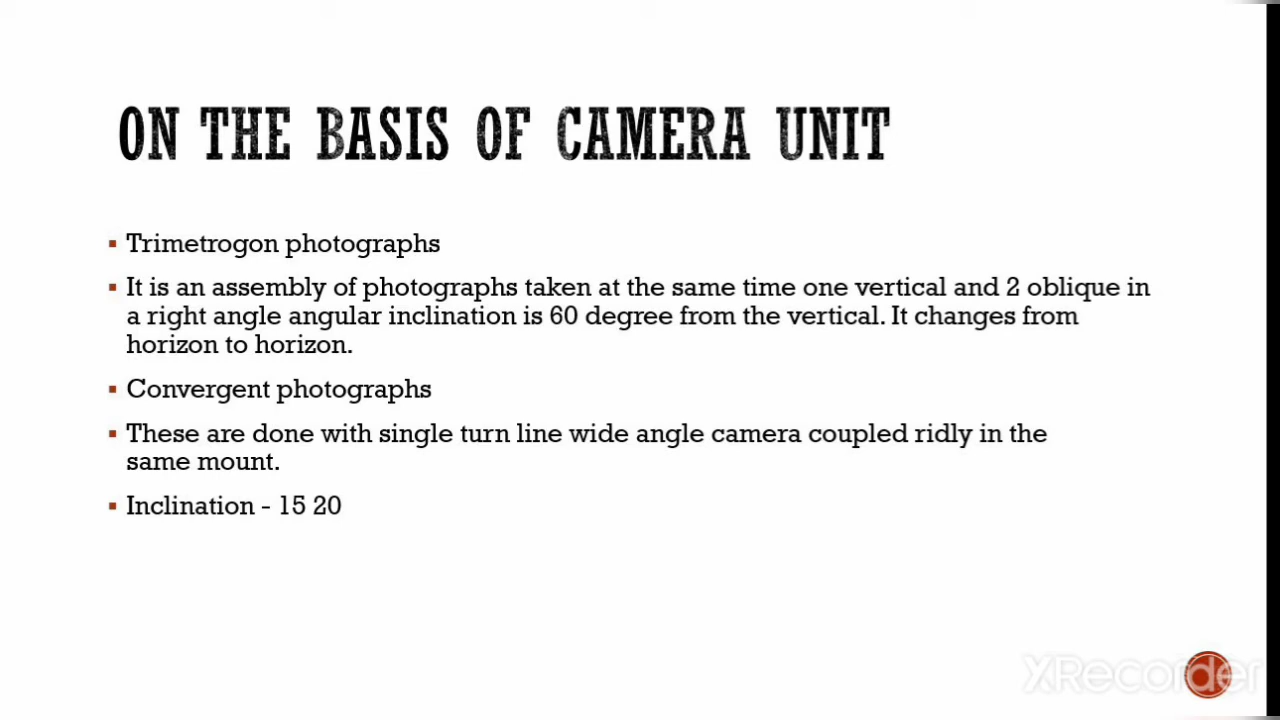 ON THE BASIS OF CAMERA UNIT
▪ Trimetrogon photographs
▪ It is an assembly of photographs taken at the same time one vertical and 2 oblique in
a right angle angular inclination is 60 degree from the vertical. It changes from
horizon to horizon.
▪ Convergent photographs
▪ These are done with single turn line wide angle camera coupled ridly in the
same mount.
▪ Inclination - 15 20
XRecorder